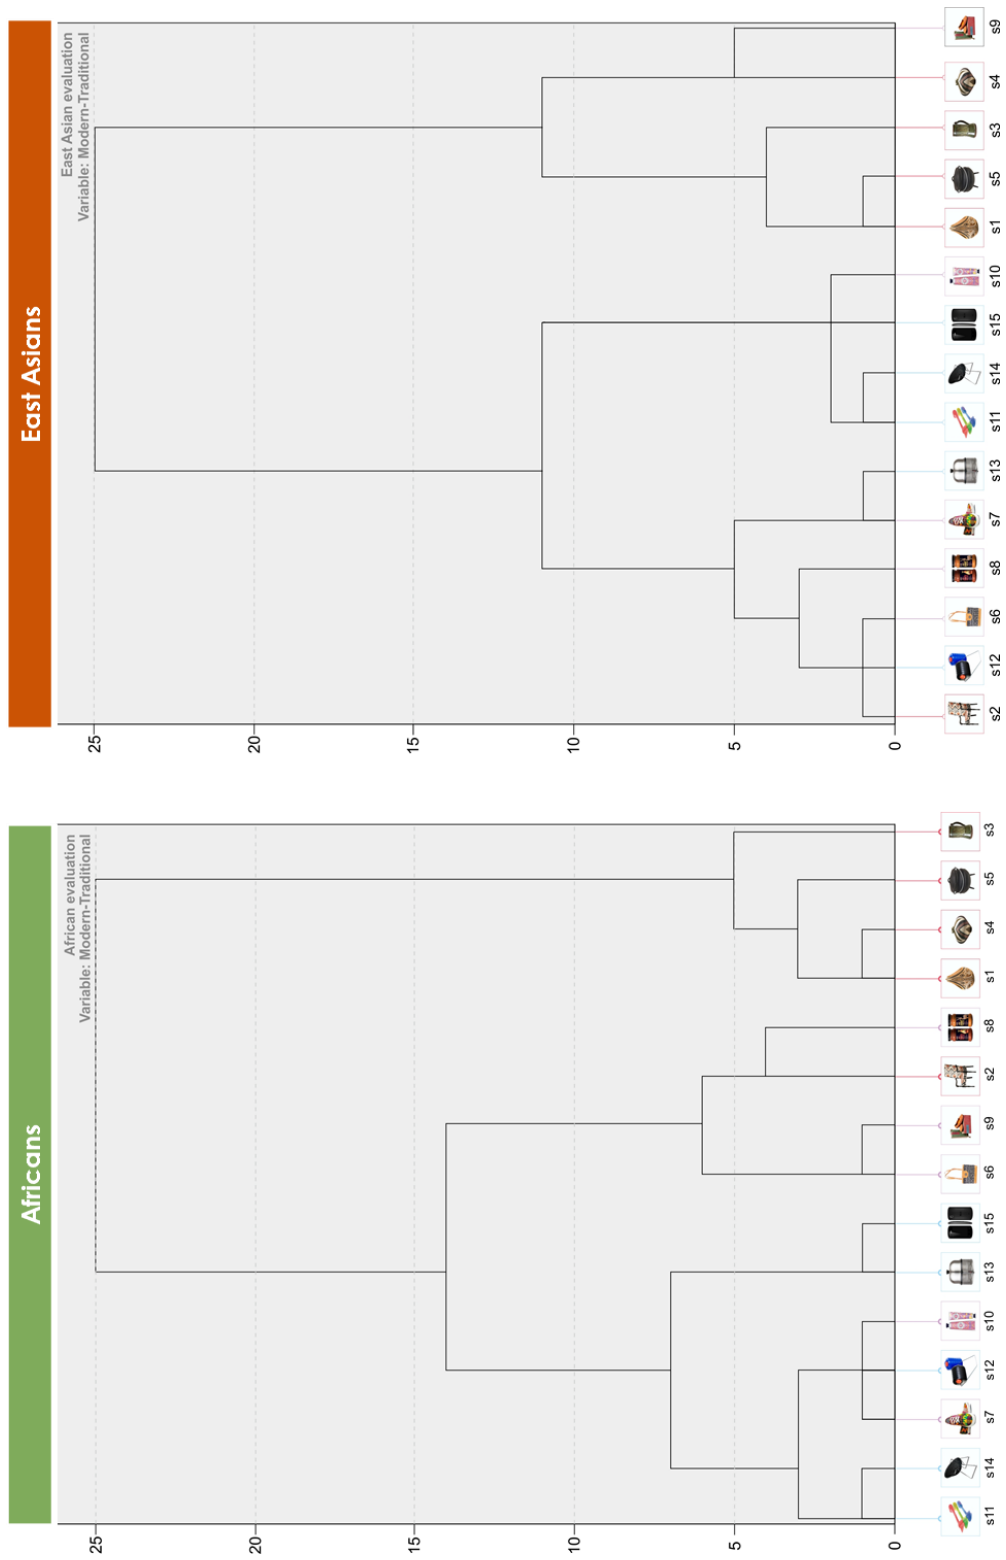 Africans
African evaluation
Variable: Modern-Traditional
25
20
15
10
5
0
s11
s14
s7
s12
s10
s13
s15
s6
s9
s2
s8
s1
s4
s5
s3
East Asians
East Asian evaluation
Variable: Modern-Traditional
25
20
15
10
5
0
s2
s12
s6
s8
s7
s13
s11
s14
s15
s10
s1
s5
s3
s4
s9